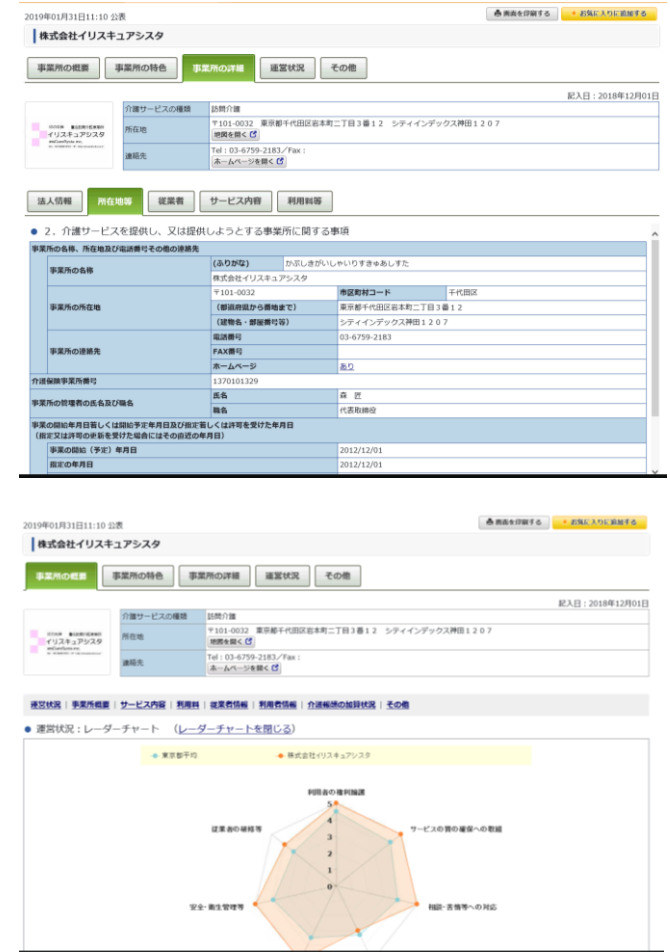 2019年01月31日11:10 公表
画面を印刷する
お気に入りに追加する
株式会社イリスキュアシスタ
事業所の概要
事業所の特色
事業所の詳細
運営状況
その他
記入日：2018年12月01日
イリスキュアシスタ
介護サービスの種類
訪問介護
所在地
〒101-0032 東京都千代田区岩本町二丁目3番12 シティインデックス神田1207
地図を開く
連絡先
Tel：03-6759-2183／Fax：
ホームページを開く
法人情報
所在地等
従業者
サービス内容
利用料等
2．介護サービスを提供し、又は提供しようとする事業所に関する事項
事業所の名称、所在地及び電話番号その他の連絡先
事業所の名称
(ふりがな)
かぶしきがいしゃいりすきゅあしすた
株式会社イリスキュアシスタ
事業所の所在地
〒101-0032
市区町村コード
千代田区
（都道府県から番地まで）
東京都千代田区岩本町二丁目3番12
（建物名・部屋番号等）
シティインデックス神田1207
事業所の連絡先
電話番号
03-6759-2183
FAX番号
ホームページ
あり
介護保険事業所番号
1370101329
事業所の管理者の氏名及び職名
氏名
森 匠
職名
代表取締役
事業の開始年月日若しくは開始予定年月日及び指定若しくは許可を受けた年月日
（指定又は許可の更新を受けた場合にはその直近の年月日）
事業の開始（予定）年月日
2012/12/01
指定の年月日
2012/12/01
2019年01月31日11:10 公表
画面を印刷する
お気に入りに追加する
株式会社イリスキュアシスタ
事業所の概要
事業所の特色
事業所の詳細
運営状況
その他
記入日：2018年12月01日
イリスキュアシスタ
介護サービスの種類
訪問介護
所在地
〒101-0032 東京都千代田区岩本町二丁目3番12 シティインデックス神田1207
地図を開く
連絡先
Tel：03-6759-2183／Fax：
ホームページを開く
運営状況｜事業所概要｜サービス内容｜利用料｜従業者情報｜利用者情報｜介護報酬の加算状況｜その他
運営状況：レーダーチャート （レーダーチャートを閉じる）
東京都平均
株式会社イリスキュアシスタ
利用者の権利擁護
5
4
3
2
1
0
従業者の研修等
サービスの質の確保への取組
安全・衛生管理等
相談・苦情等への対応